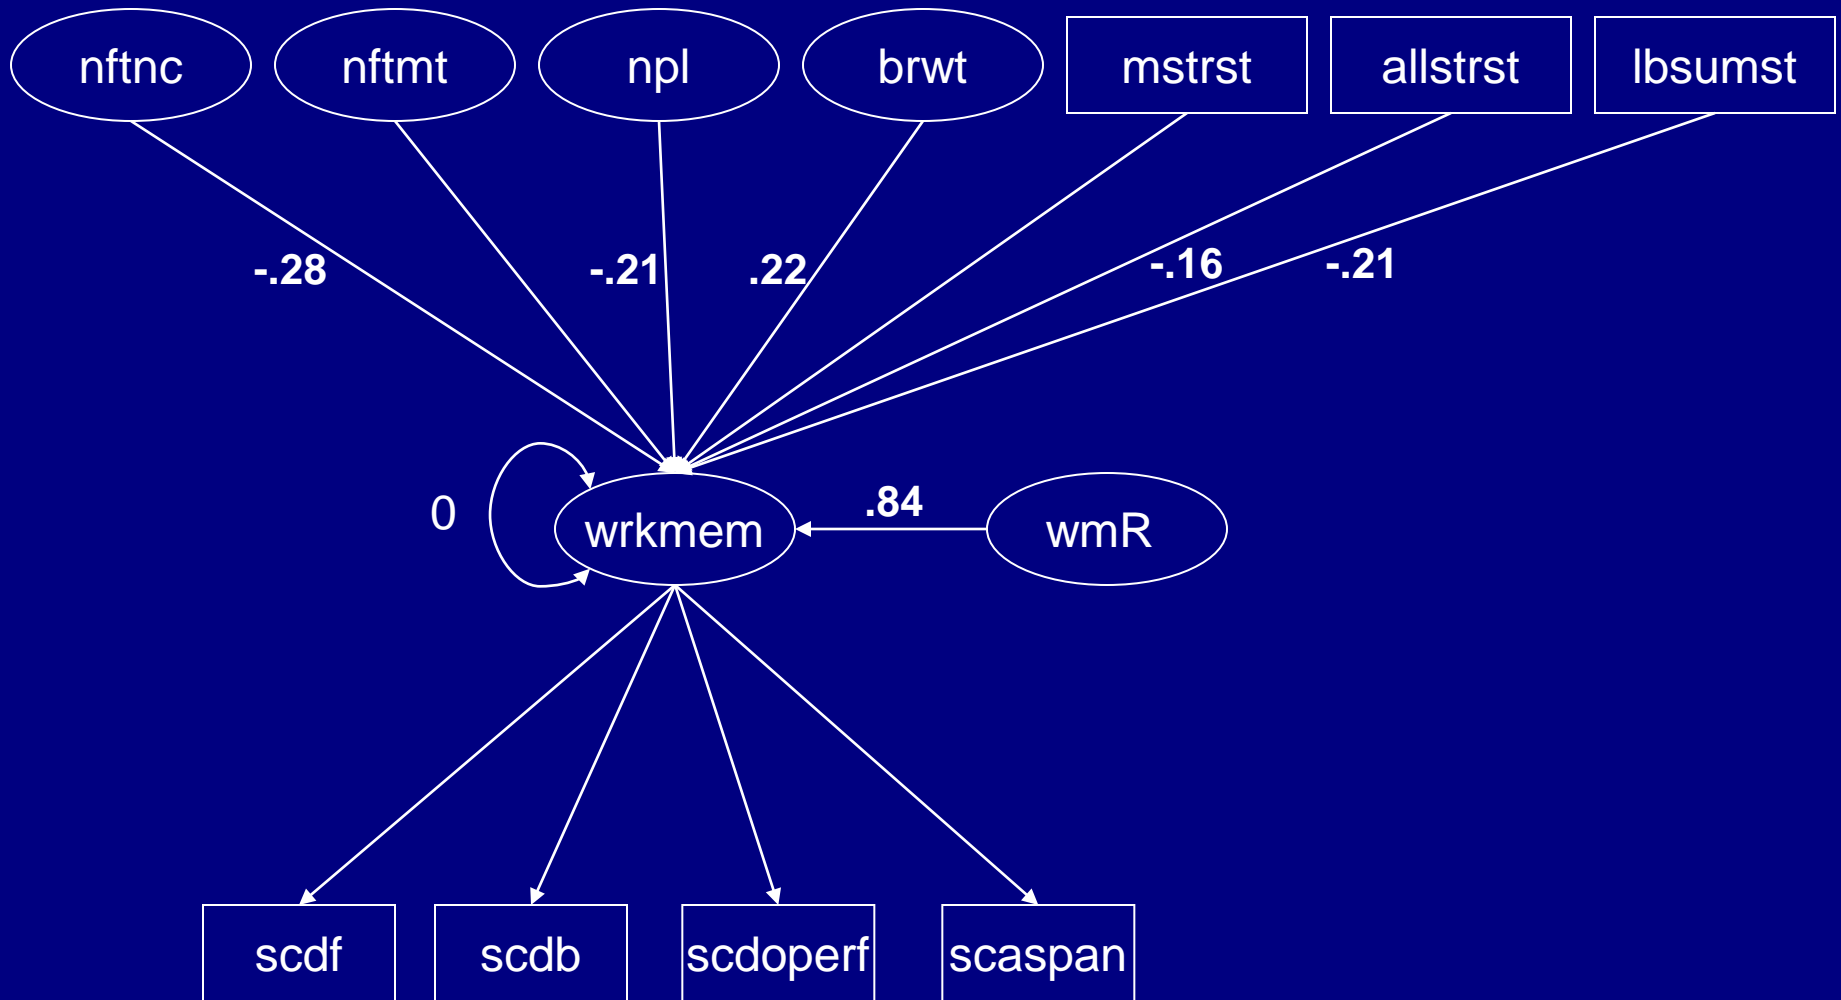 nftnc nftmt npl brwt mstrst allstrst lbsumst
-.28 -.21 .22 -.16 -.21
0 wrkmem .84 wmR
scdf scdb scdoperf scaspan